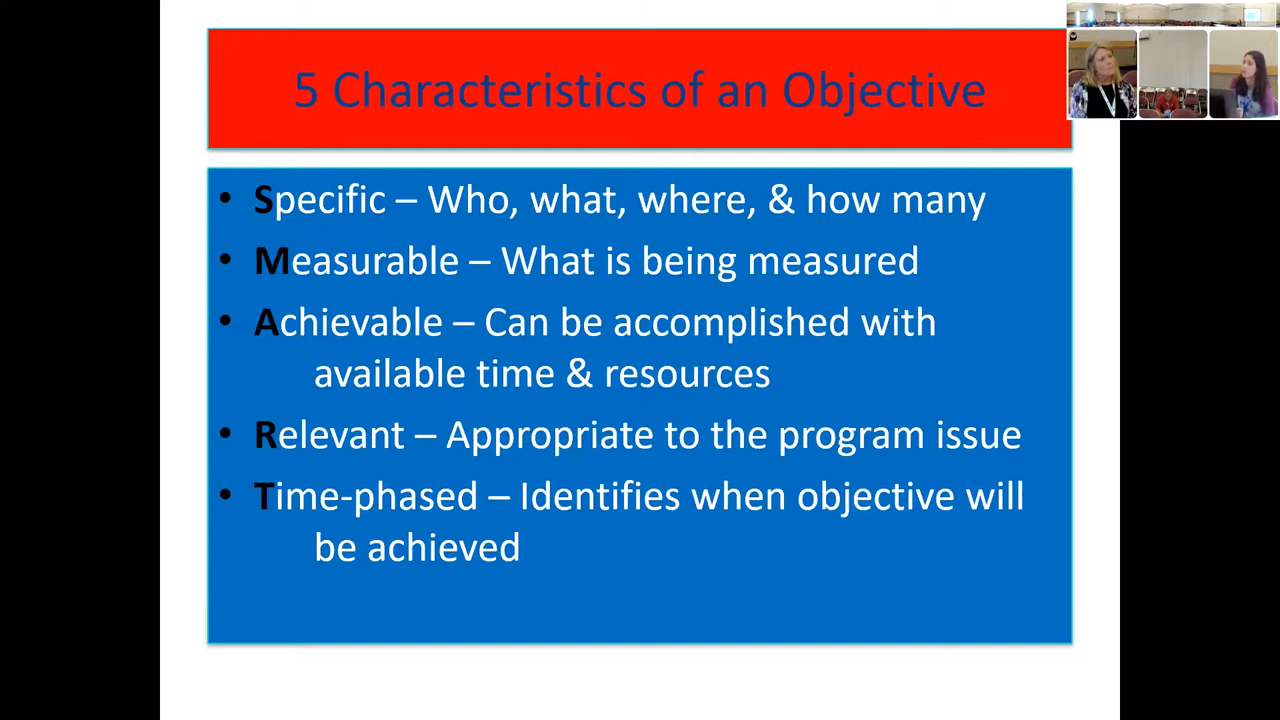 5 Characteristics of an Objective
• Specific – Who, what, where, & how many
• Measurable – What is being measured
• Achievable – Can be accomplished with
available time & resources
• Relevant – Appropriate to the program issue
• Time-phased – Identifies when objective will
be achieved